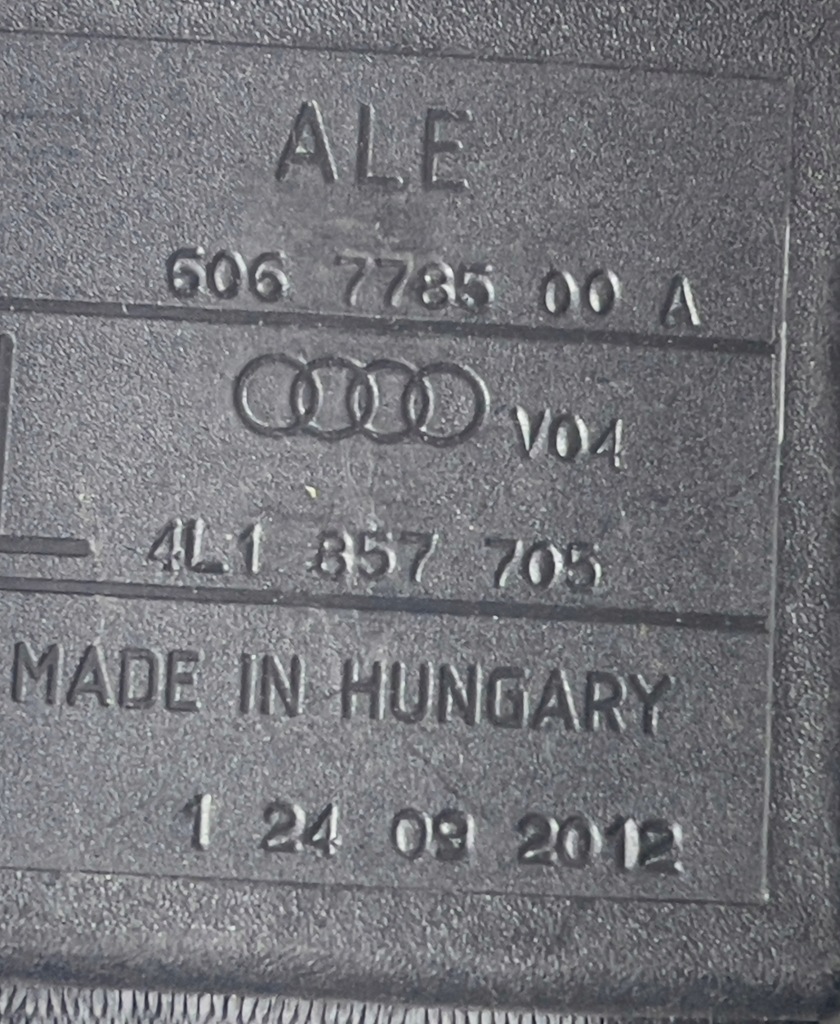 ALE
606 7785 00 A
V04
4L1 857 705
MADE IN HUNGARY
1 24 09 2012